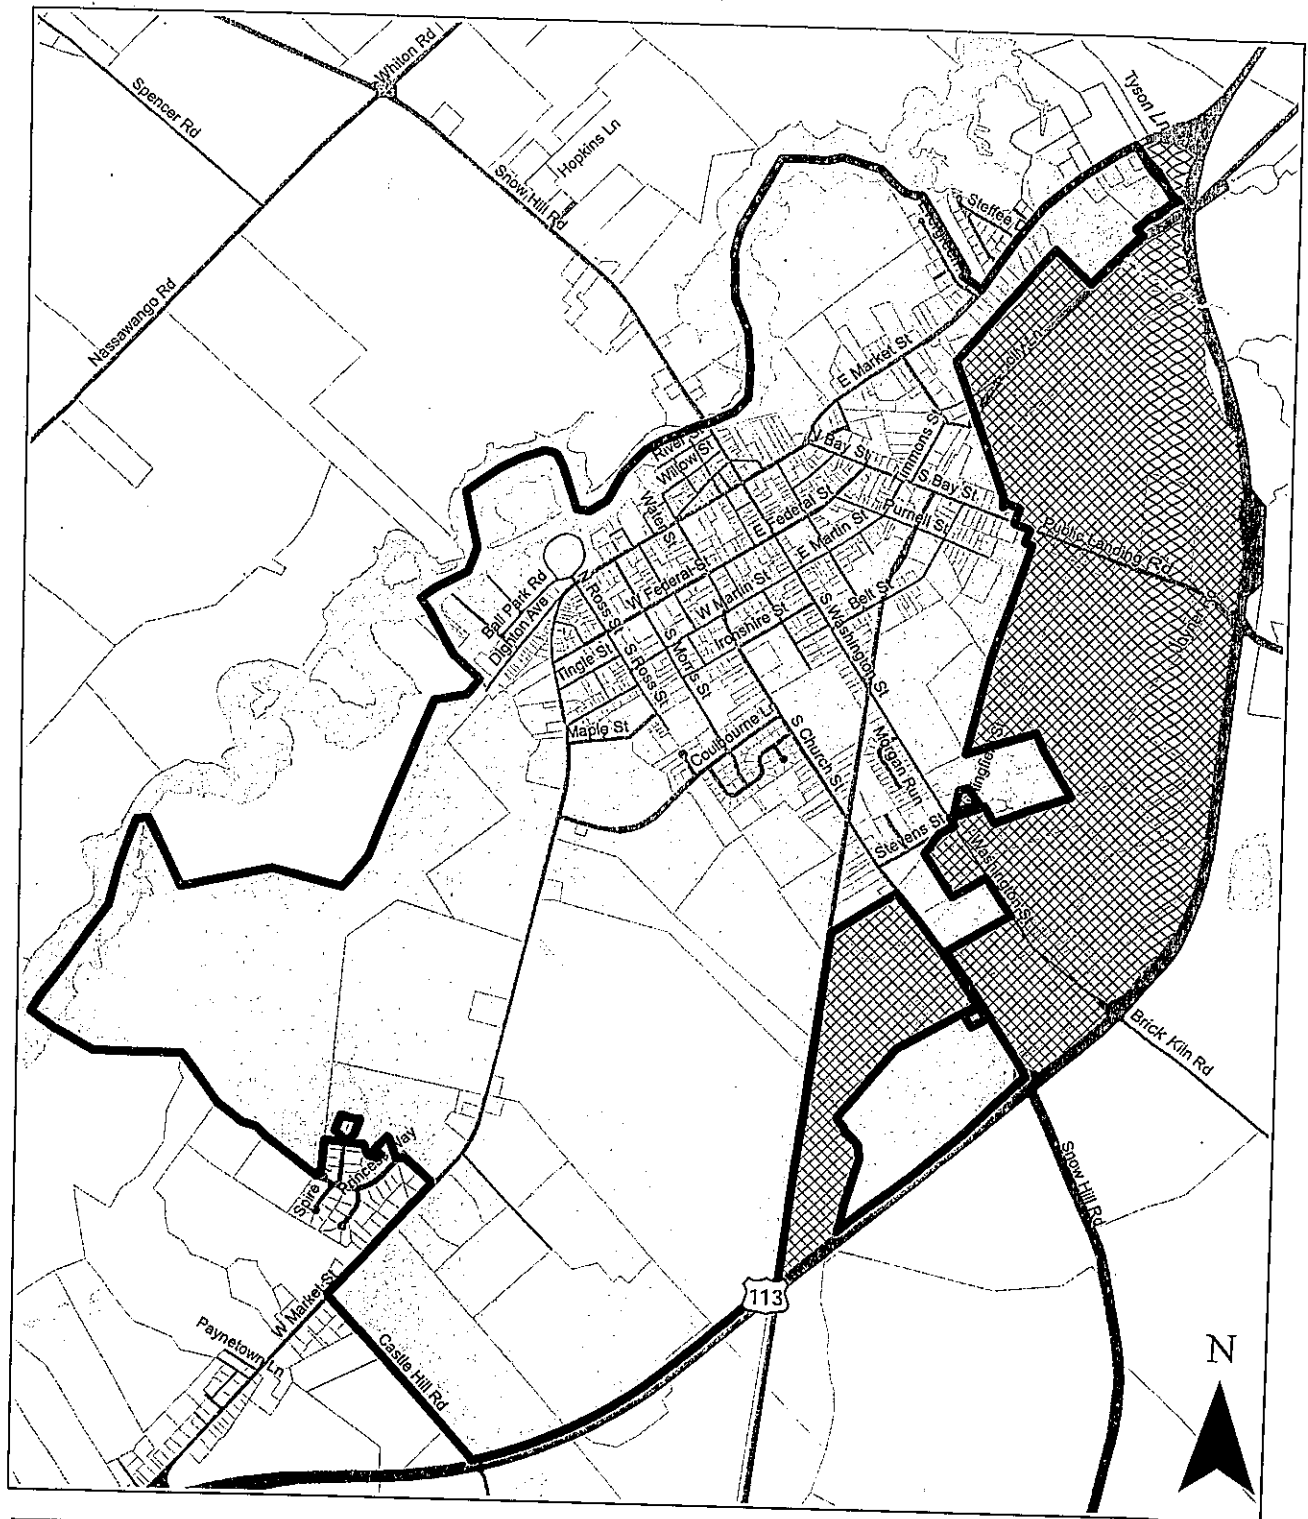 Whiton Rd
Spencer Rd
Tyson Ln
Hopkins Ln
Snow Hill Rd
Steffee
Nassawango Rd
E Market St
River St
Willow St
N Bay St
S Bay St
Water St
E Federal St
Purnell St
E Martin St
Public Landing Rd
Ball Park Rd
Dighton Ave
N Ross St
W Federal St
W Martin St
Ironshire St
Belt St
S Washington St
Tingle St
S Ross St
S Morris St
Maple St
Coulbourne Ln
S Church St
Morgan Run
Stevens St
Washington St
Brick Kiln Rd
Snow Hill Rd
Princess Way
Spire
113
W Market St
Paynetown Ln
Castle Hill Rd
N